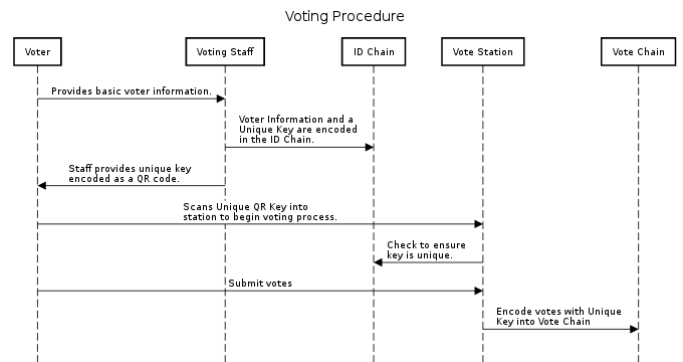 Voting Procedure
Voter
Voting Staff
ID Chain
Vote Station
Vote Chain
Provides basic voter information.
Voter Information and a
Unique Key are encoded
in the ID Chain.
Staff provides unique key
encoded as a QR code.
Scans Unique QR Key into
station to begin voting process.
Check to ensure
key is unique.
Submit votes
Encode votes with Unique
Key into Vote Chain